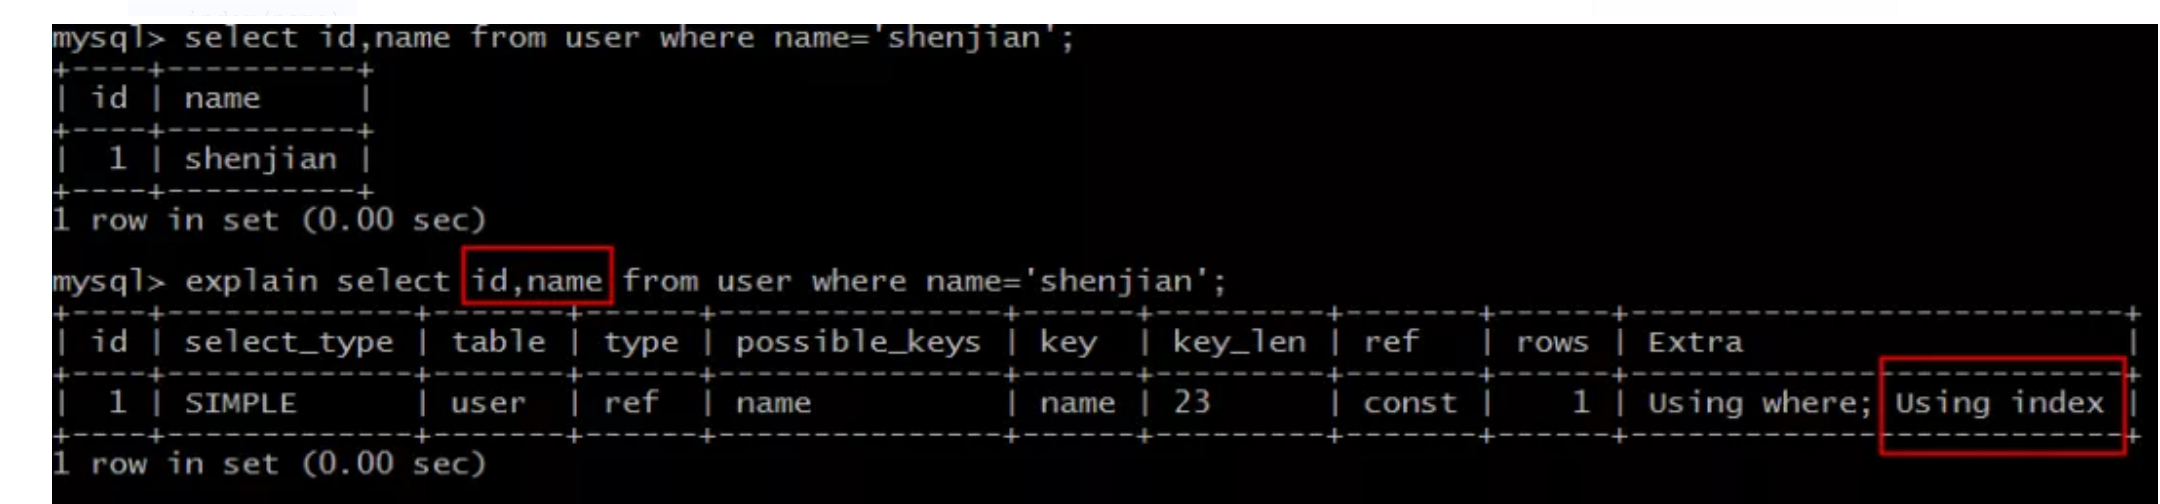 mysql> select id,name from user where name='shenjian';
+----+----------+
| id | name     |
+----+----------+
|  1 | shenjian |
+----+----------+
1 row in set (0.00 sec)
mysql> explain select id,name from user where name='shenjian';
+----+-------------+-------+------+---------------+------+---------+-------+------+--------------------------+
| id | select_type | table | type | possible_keys | key  | key_len | ref   | rows | Extra                    |
+----+-------------+-------+------+---------------+------+---------+-------+------+--------------------------+
|  1 | SIMPLE      | user  | ref  | name          | name | 23      | const |    1 | Using where; Using index |
+----+-------------+-------+------+---------------+------+---------+-------+------+--------------------------+
1 row in set (0.00 sec)